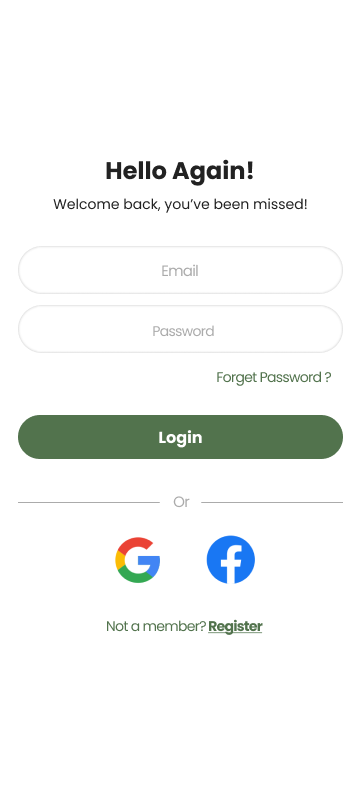 Hello Again!
Welcome back, you’ve been missed!
Email
Password
Forget Password ?
Login
Or
Not a member? Register